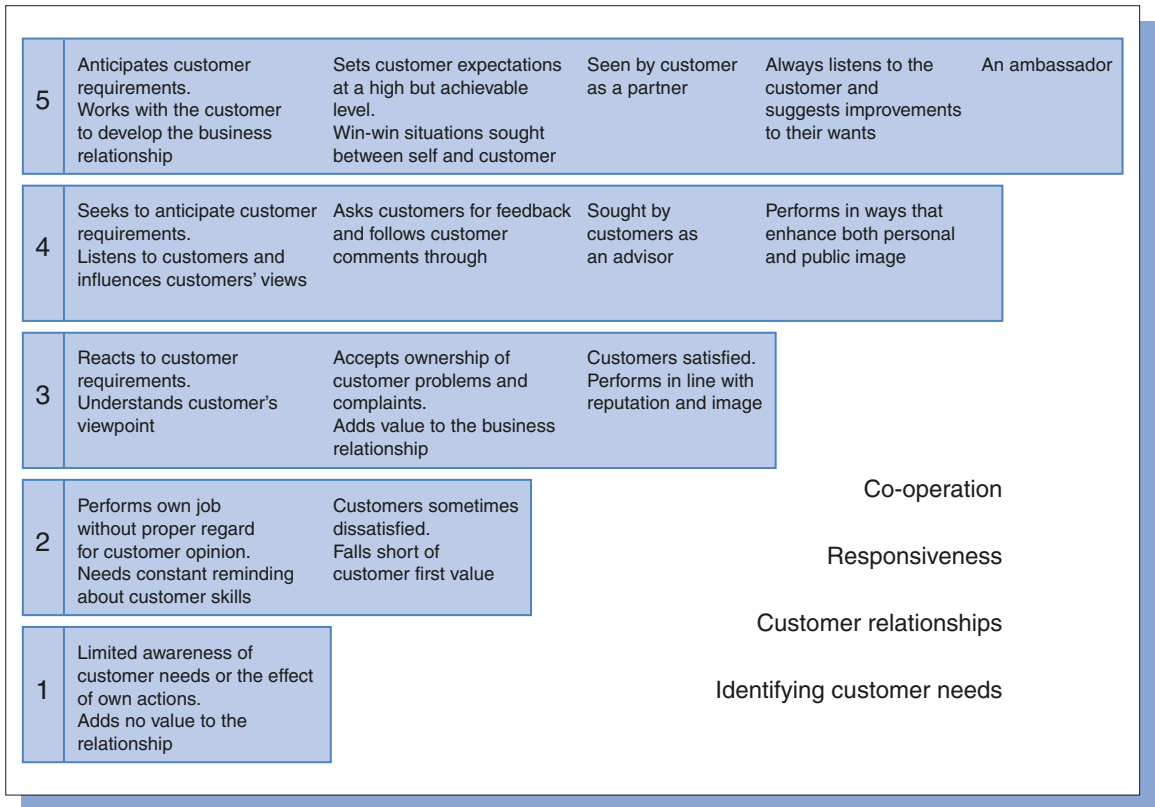 5
Anticipates customer
requirements.
Works with the customer
to develop the business
relationship
Sets customer expectations
at a high but achievable
level.
Win-win situations sought
between self and customer
Seen by customer
as a partner
Always listens to the
customer and
suggests improvements
to their wants
An ambassador
4
Seeks to anticipate customer
requirements.
Listens to customers and
influences customers’ views
Asks customers for feedback
and follows customer
comments through
Sought by
customers as
an advisor
Performs in ways that
enhance both personal
and public image
3
Reacts to customer
requirements.
Understands customer’s
viewpoint
Accepts ownership of
customer problems and
complaints.
Adds value to the business
relationship
Customers satisfied.
Performs in line with
reputation and image
2
Performs own job
without proper regard
for customer opinion.
Needs constant reminding
about customer skills
Customers sometimes
dissatisfied.
Falls short of
customer first value
1
Limited awareness of
customer needs or the effect
of own actions.
Adds no value to the
relationship
Co-operation
Responsiveness
Customer relationships
Identifying customer needs